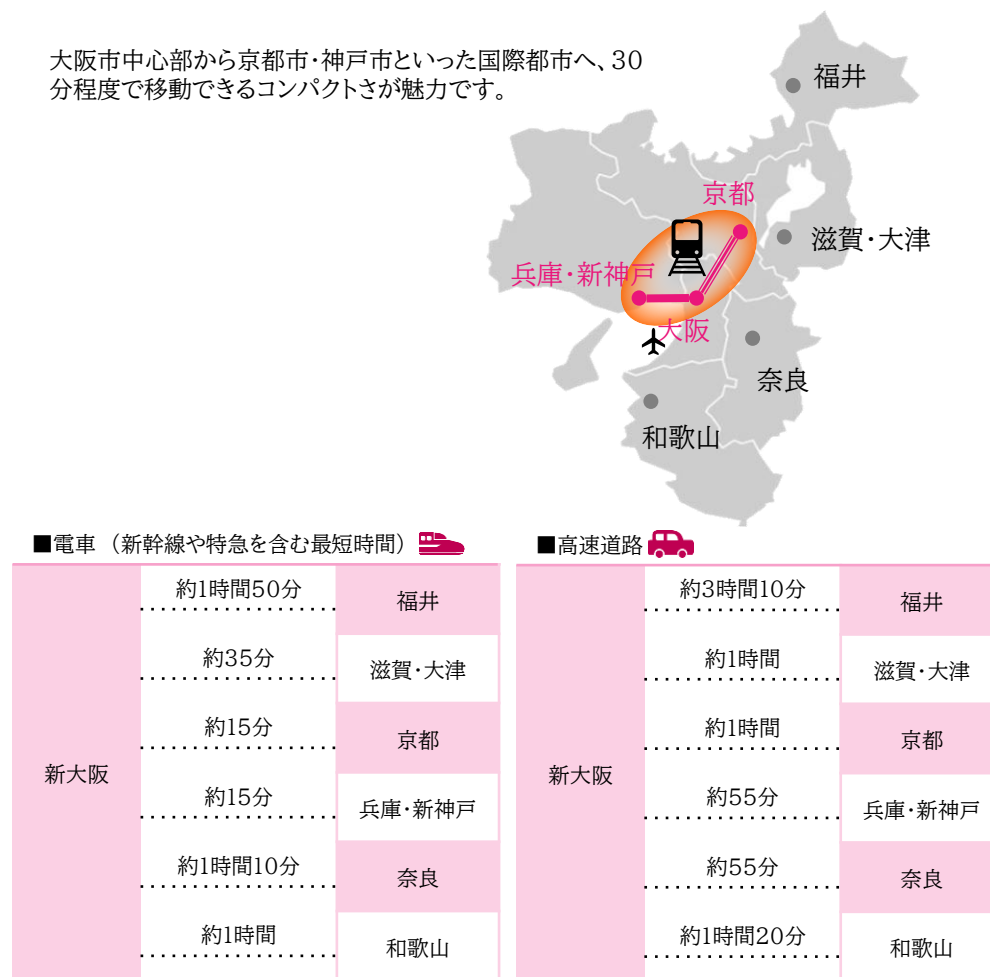 大阪市中心部から京都市・神戸市といった国際都市へ、30
分程度で移動できるコンパクトさが魅力です。
福井
京都
滋賀・大津
兵庫・新神戸
大阪
奈良
和歌山
■電車（新幹線や特急を含む最短時間）
新大阪
約1時間50分 福井
約35分 滋賀・大津
約15分 京都
約15分 兵庫・新神戸
約1時間10分 奈良
約1時間 和歌山
■高速道路
新大阪
約3時間10分 福井
約1時間 滋賀・大津
約1時間 京都
約55分 兵庫・新神戸
約55分 奈良
約1時間20分 和歌山